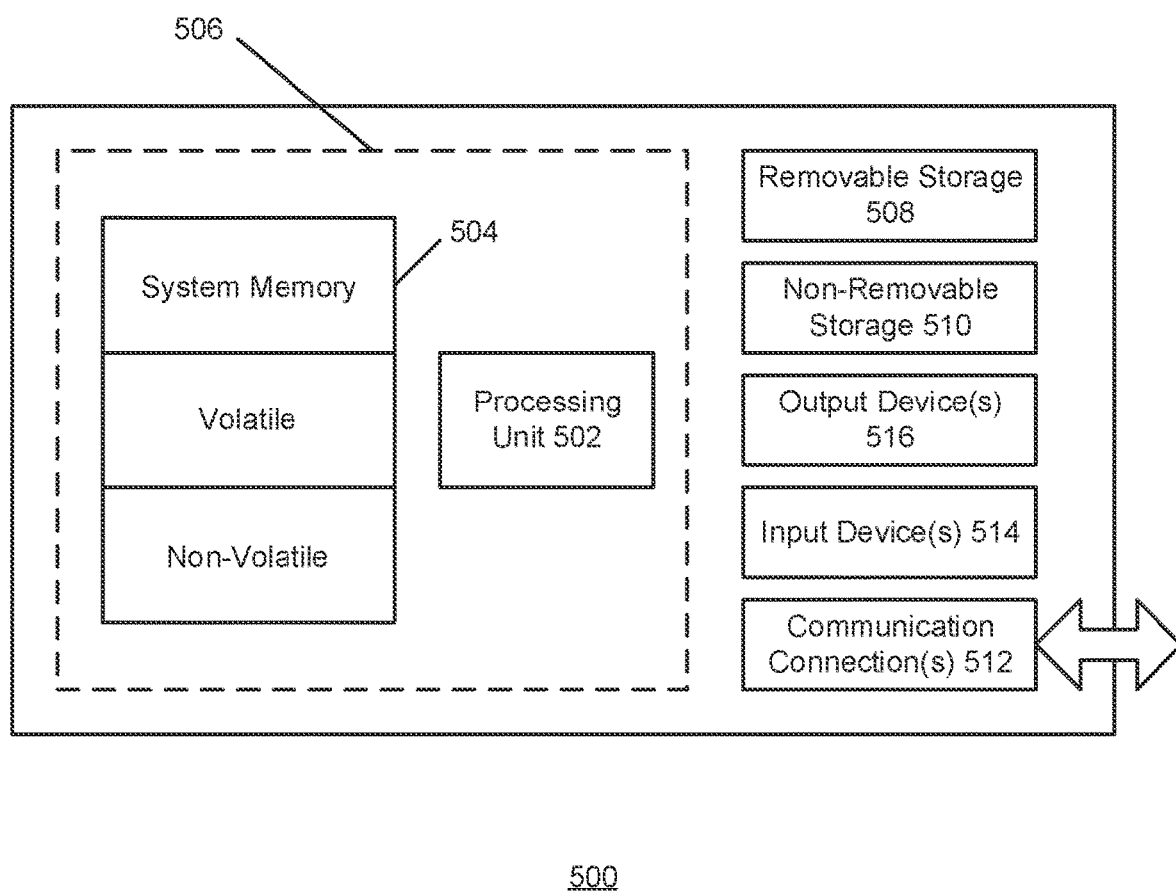 506
504
System Memory
Volatile
Non-Volatile
Processing
Unit 502
Removable Storage
508
Non-Removable
Storage 510
Output Device(s)
516
Input Device(s) 514
Communication
Connection(s) 512
500